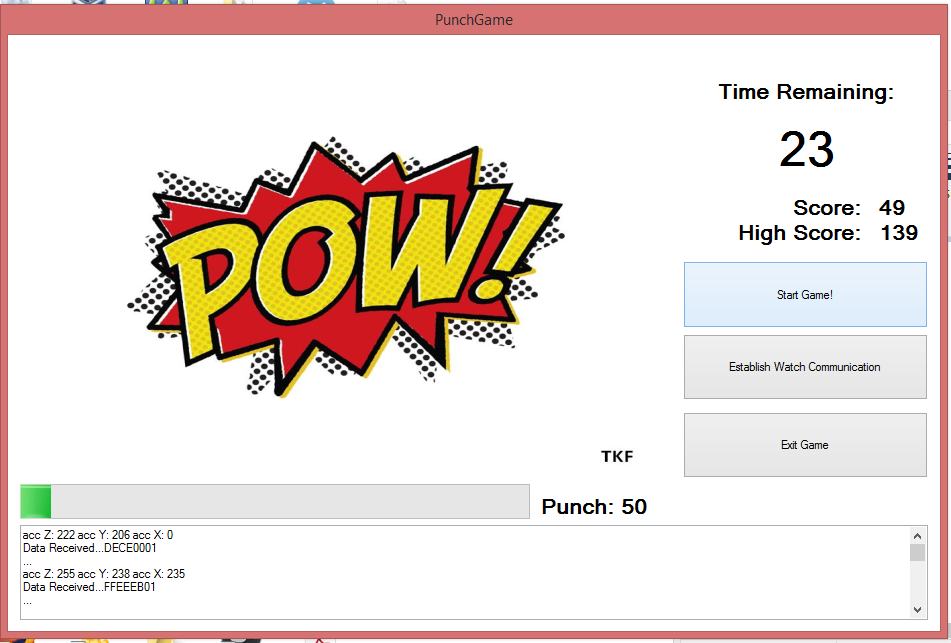 PunchGame
Time Remaining:
23
POW!
Score: 49
High Score: 139
Start Game!
Establish Watch Communication
Exit Game
TKF
Punch: 50
acc Z: 222 acc Y: 206 acc X: 0
Data Received...DECE0001
...
acc Z: 255 acc Y: 238 acc X: 235
Data Received...FFEEEB01
...